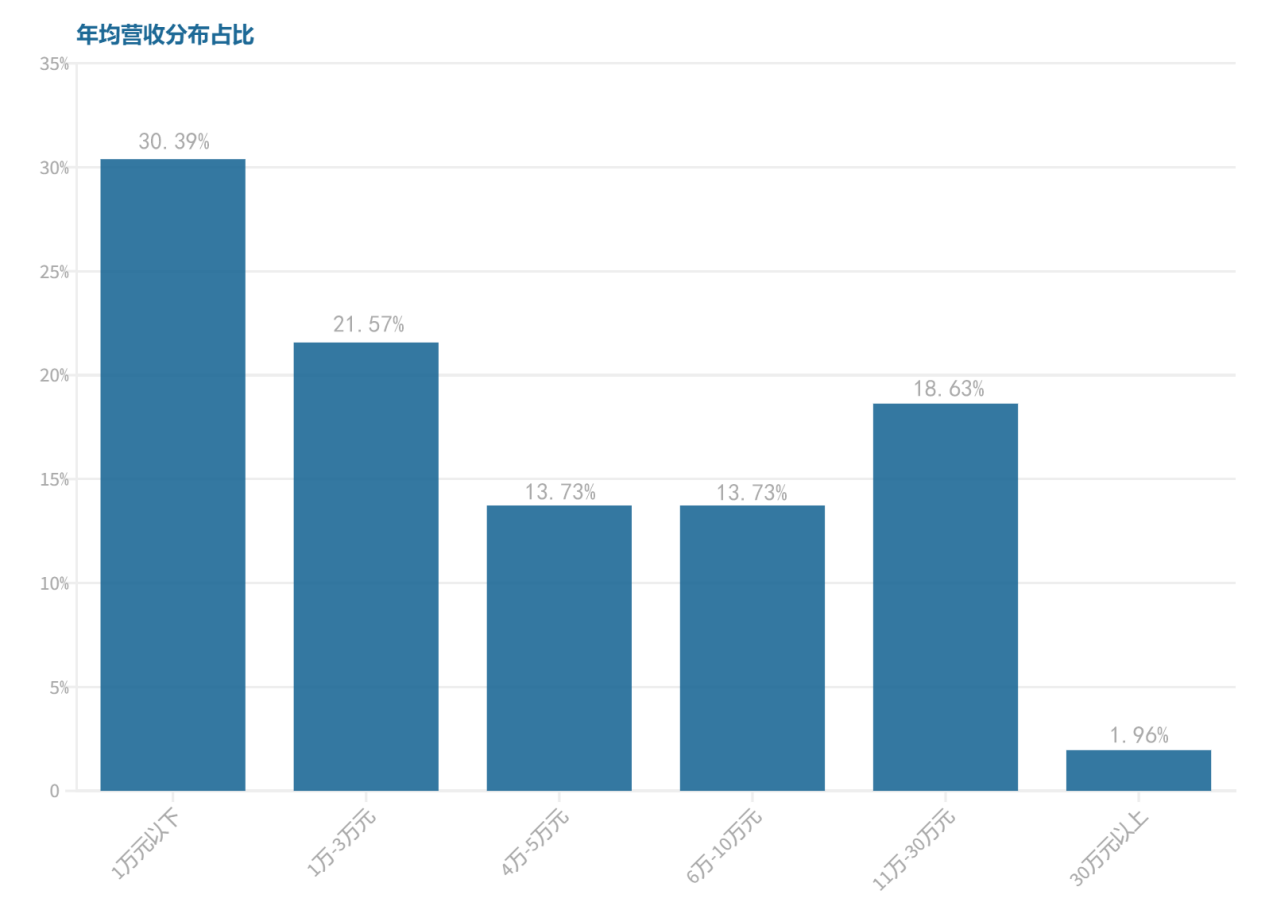 年均营收分布占比
35%
30%
25%
20%
15%
10%
5%
0
30.39%
21.57%
13.73%
13.73%
18.63%
1.96%
1万元以下
1万-3万元
4万-5万元
6万-10万元
11万-30万元
30万元以上